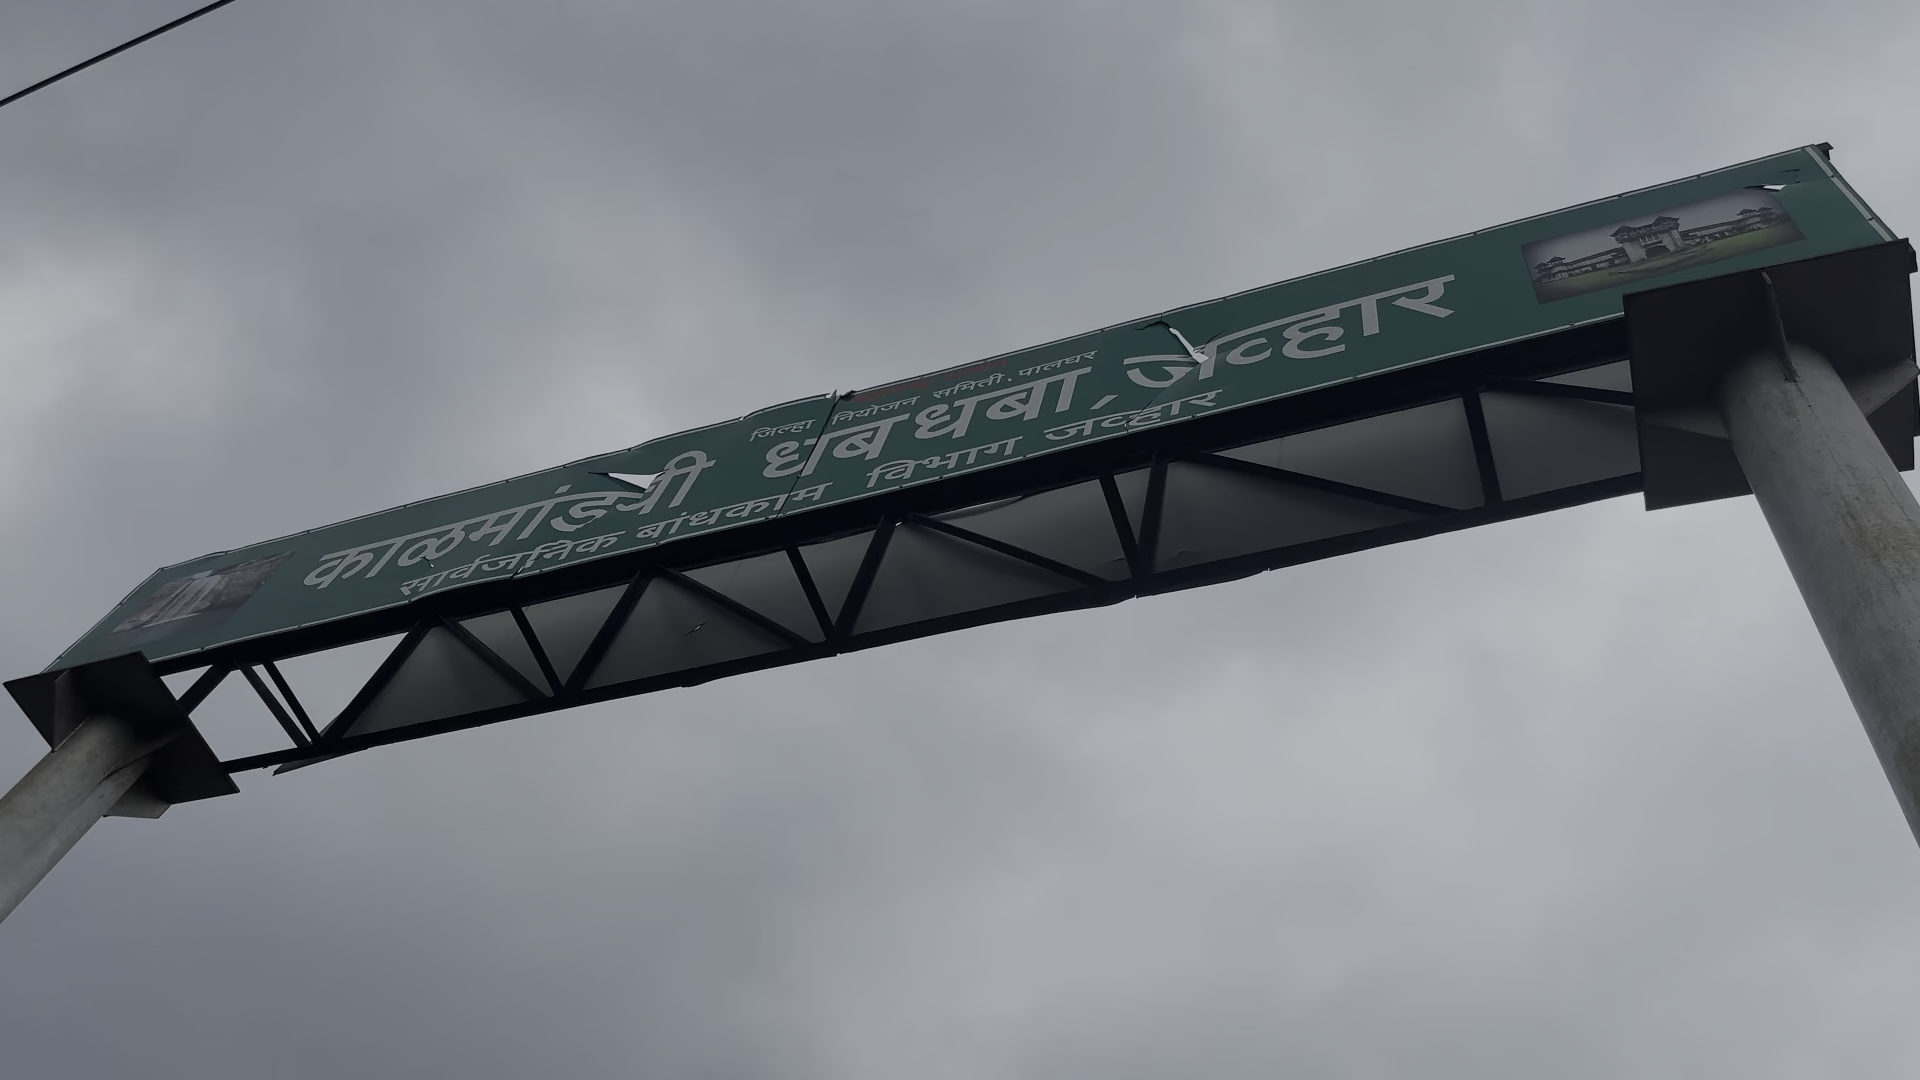 जिल्हा नियोजन समिती.पालघर
काळमांडवी धबधबा, जव्हार
सार्वजनिक बांधकाम विभाग जव्हार